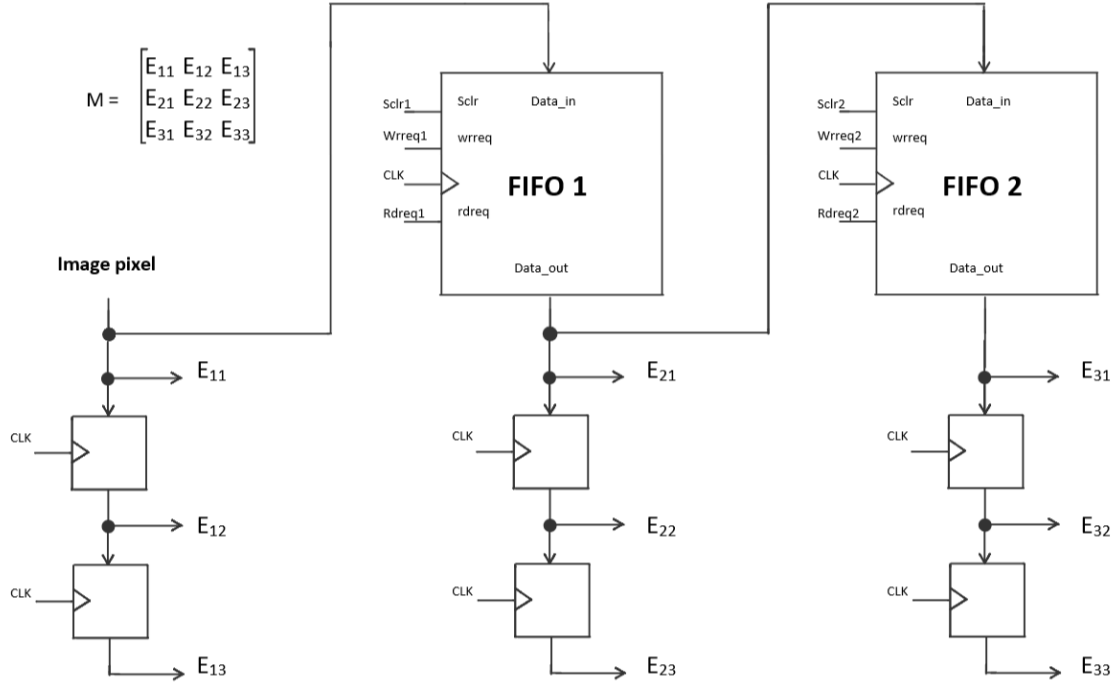 M =
E11 E12 E13
E21 E22 E23
E31 E32 E33
Image pixel
E11
CLK
E12
CLK
E13
Sclr1
Wrreq1
CLK
Rdreq1
Sclr
Data_in
wrreq
FIFO 1
rdreq
Data_out
E21
CLK
E22
CLK
E23
Sclr2
Wrreq2
CLK
Rdreq2
Sclr
Data_in
wrreq
FIFO 2
rdreq
Data_out
E31
CLK
E32
CLK
E33